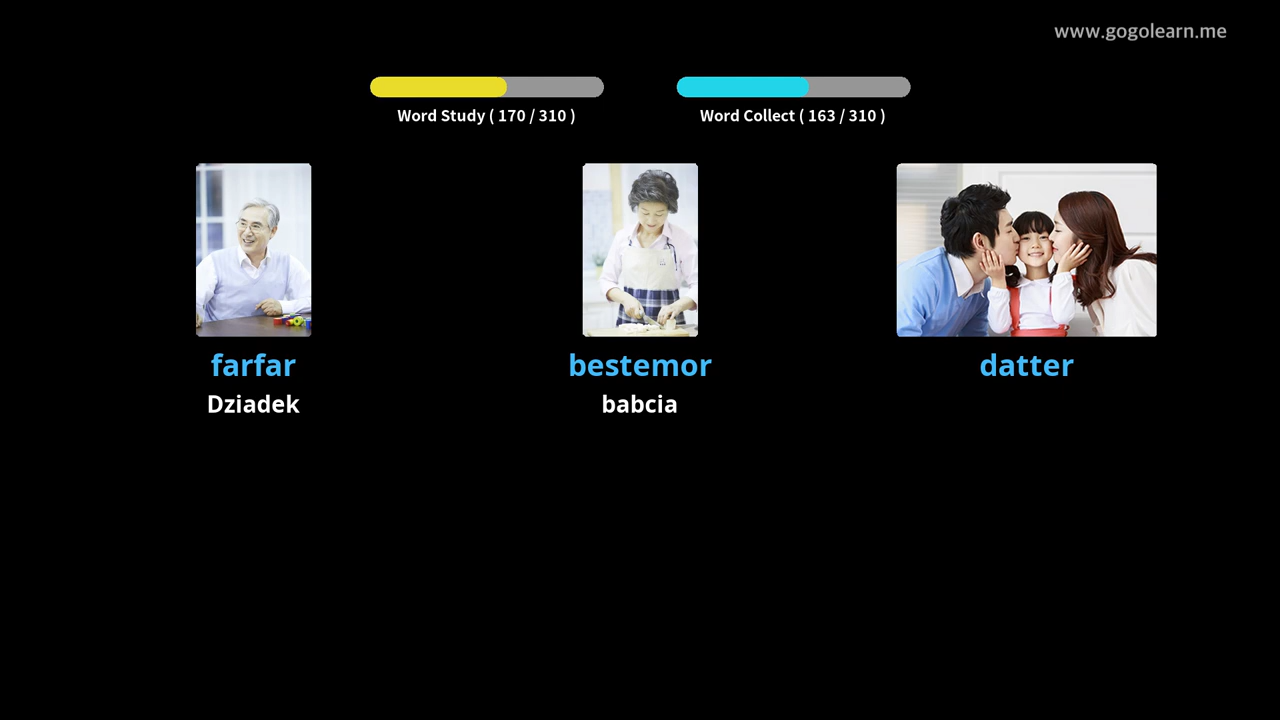 www.gogolearn.me
Word Study ( 170 / 310 )
Word Collect ( 163 / 310 )
farfar
bestemor
datter
Dziadek
babcia